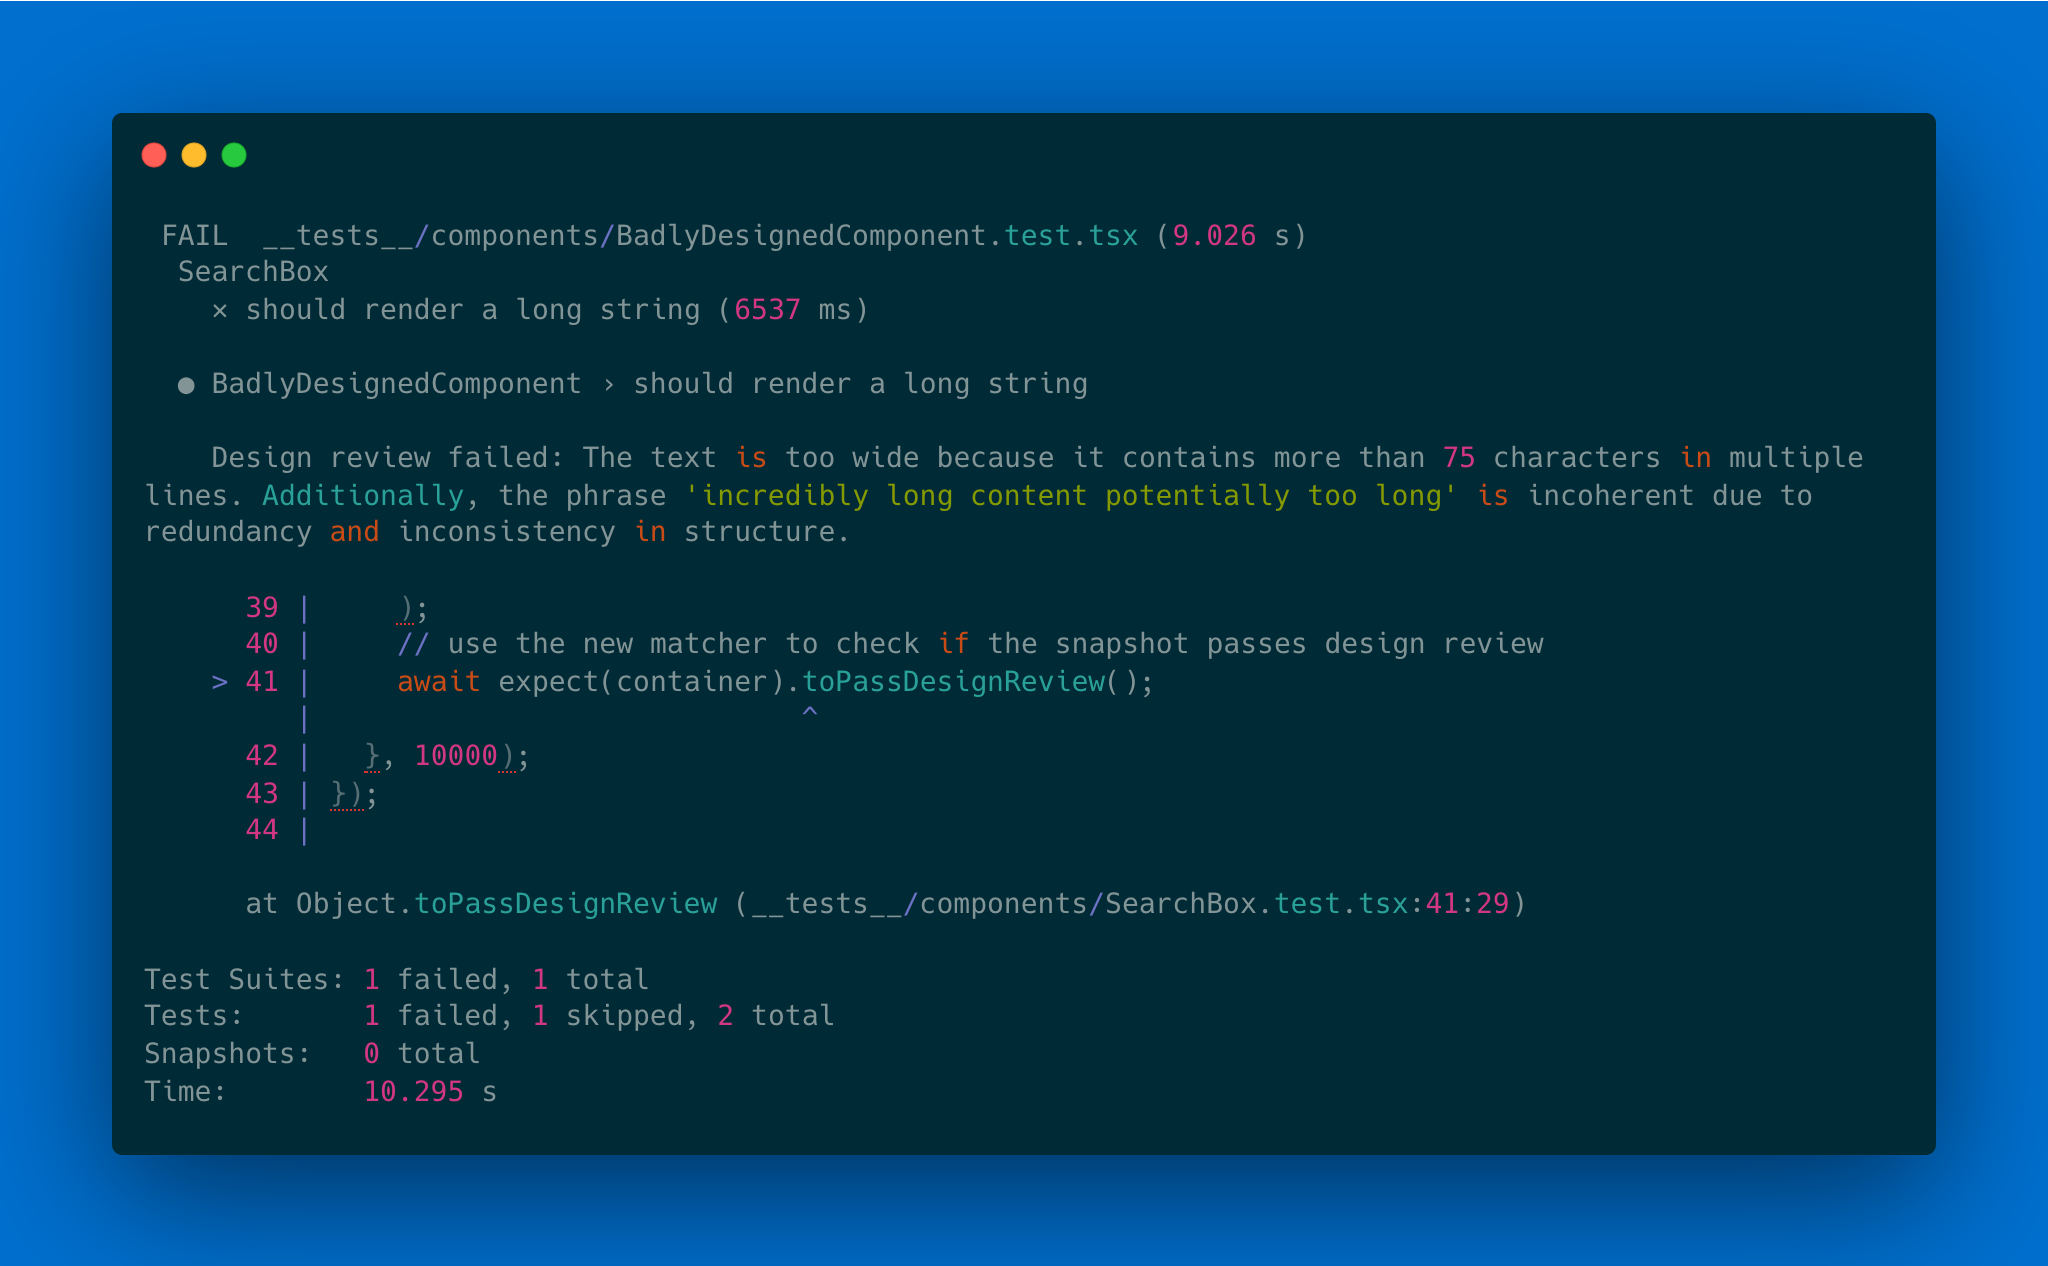 FAIL  __tests__/components/BadlyDesignedComponent.test.tsx (9.026 s)
SearchBox
× should render a long string (6537 ms)
● BadlyDesignedComponent › should render a long string
Design review failed: The text is too wide because it contains more than 75 characters in multiple
lines. Additionally, the phrase 'incredibly long content potentially too long' is incoherent due to
redundancy and inconsistency in structure.
39 |     );
40 |     // use the new matcher to check if the snapshot passes design review
> 41 |     await expect(container).toPassDesignReview();
|                             ^
42 |   }, 10000);
43 | });
44 |
at Object.toPassDesignReview (__tests__/components/SearchBox.test.tsx:41:29)
Test Suites: 1 failed, 1 total
Tests:       1 failed, 1 skipped, 2 total
Snapshots:   0 total
Time:        10.295 s